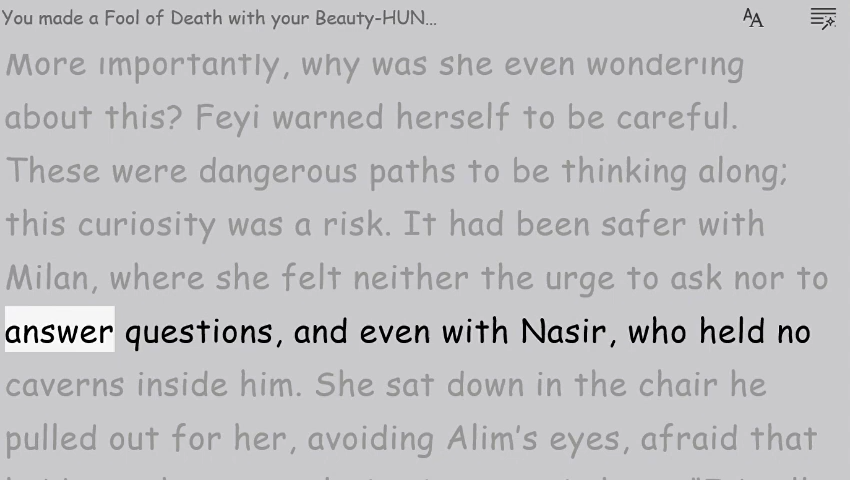 You made a Fool of Death with your Beauty-HUN...
AA
More importantly, why was she even wondering
about this? Feyi warned herself to be careful.
These were dangerous paths to be thinking along;
this curiosity was a risk. It had been safer with
Milan, where she felt neither the urge to ask nor to
answer questions, and even with Nasir, who held no
caverns inside him. She sat down in the chair he
pulled out for her, avoiding Alim's eyes, afraid that